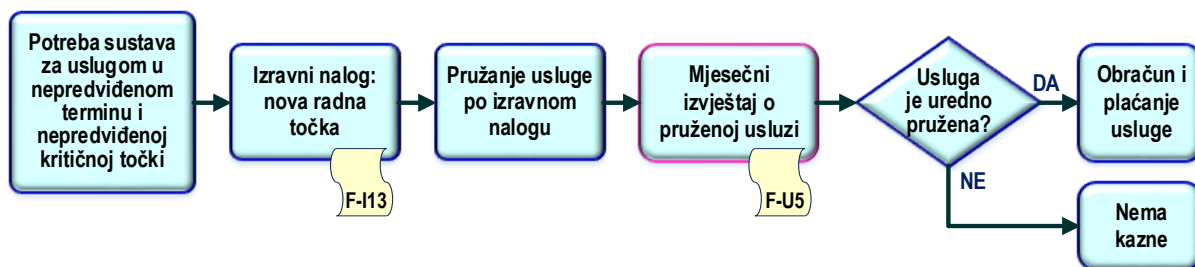 Potreba sustava
za uslugom u
nepredviđenom
terminu i
nepredviđenoj
kritičnoj točki
Izravni nalog:
nova radna
točka
F-I13
Pružanje usluge
po izravnom
nalogu
Mjesečni
izvještaj o
pruženoj usluzi
F-U5
Usluga
je uredno
pružena?
DA
Obračun i
plaćanje
usluge
NE
Nema
kazne